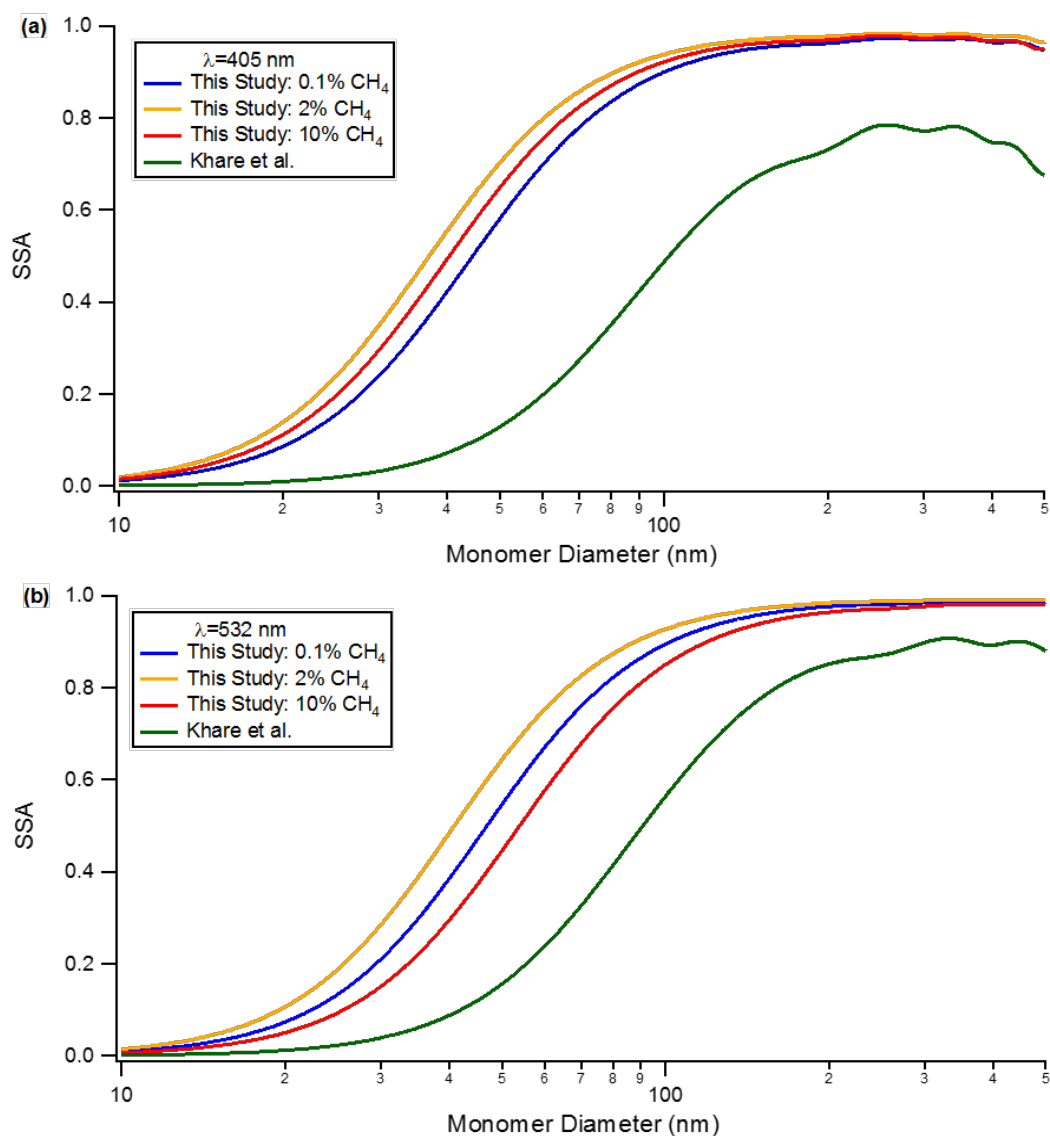 (a)
1.0
0.8
0.6
0.4
0.2
0.0
SSA
λ=405 nm
This Study: 0.1% CH4
This Study: 2% CH4
This Study: 10% CH4
Khare et al.
10 2 3 4 5 6 7 8 9 100 2 3 4 5
Monomer Diameter (nm)
(b)
1.0
0.8
0.6
0.4
0.2
0.0
SSA
λ=532 nm
This Study: 0.1% CH4
This Study: 2% CH4
This Study: 10% CH4
Khare et al.
10 2 3 4 5 6 7 8 9 100 2 3 4 5
Monomer Diameter (nm)